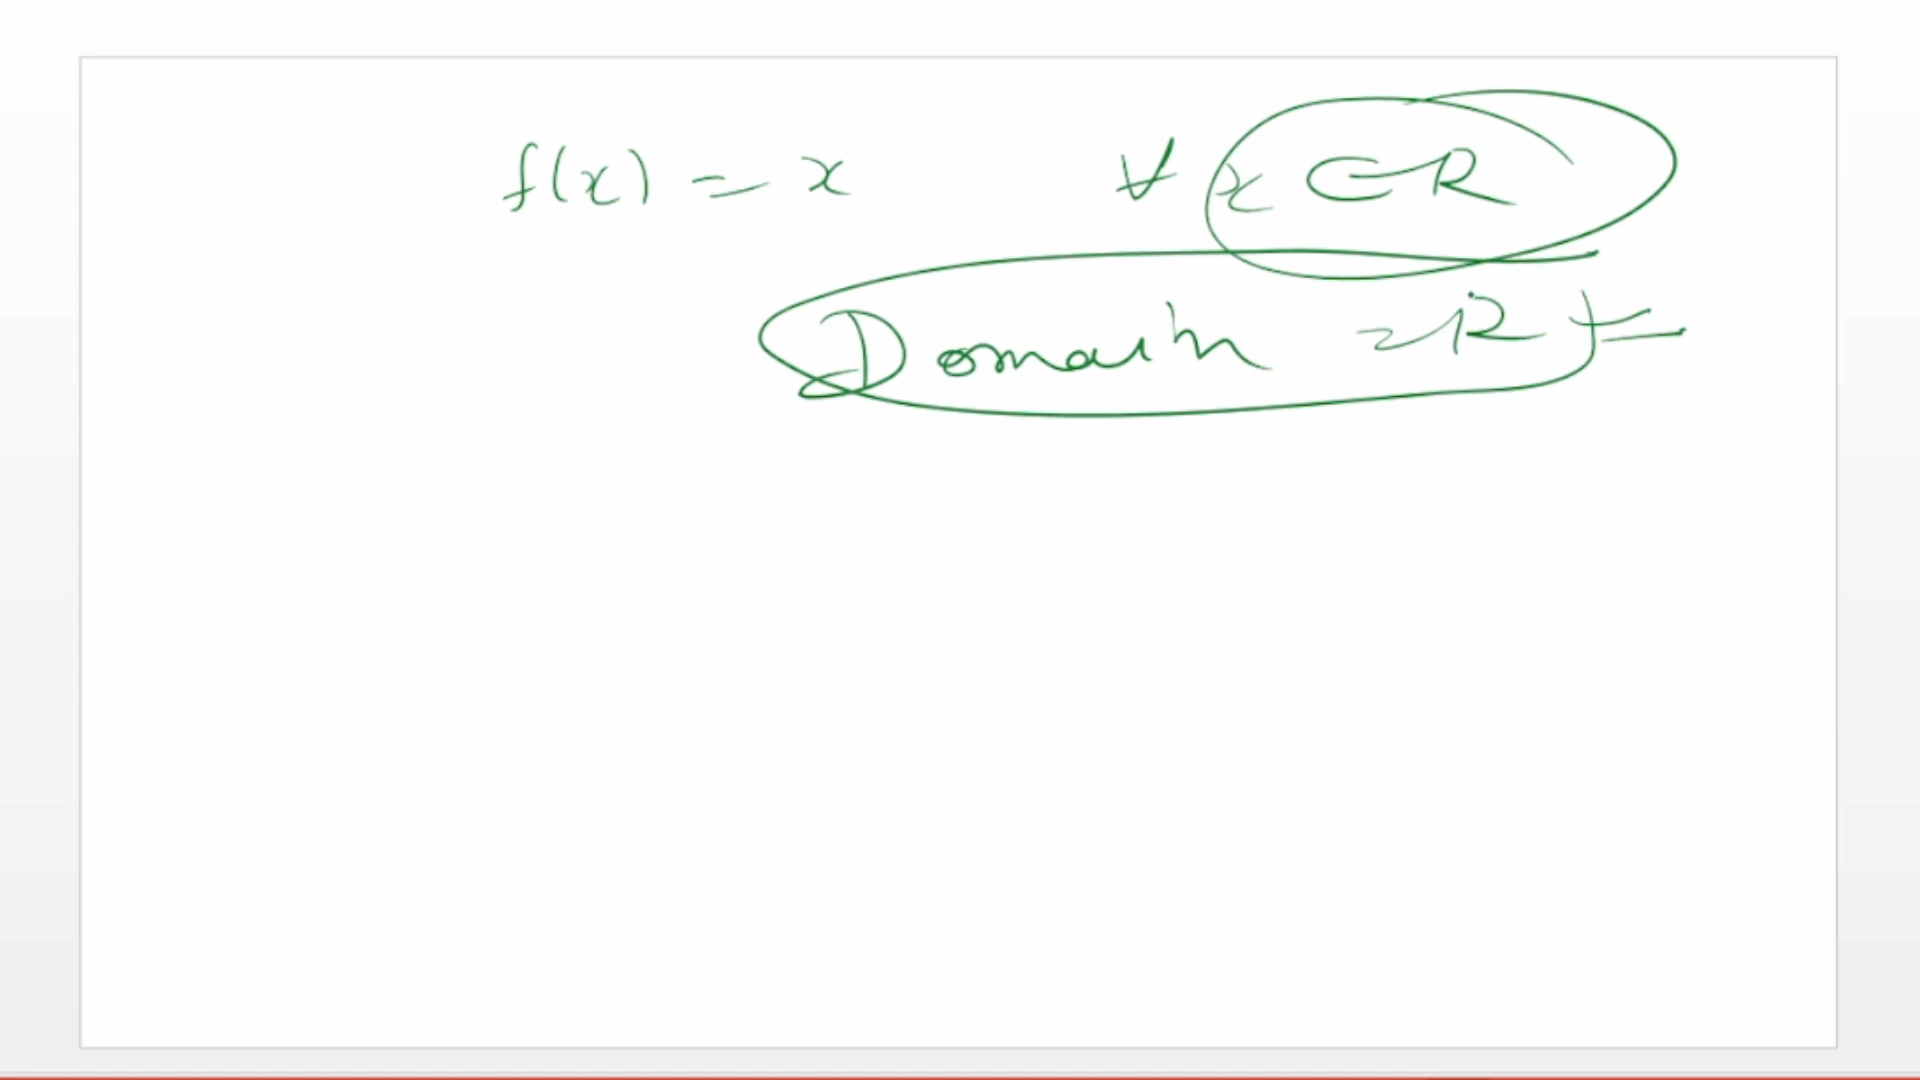 f(x) = x ∀ x ∈ R
Domain = R